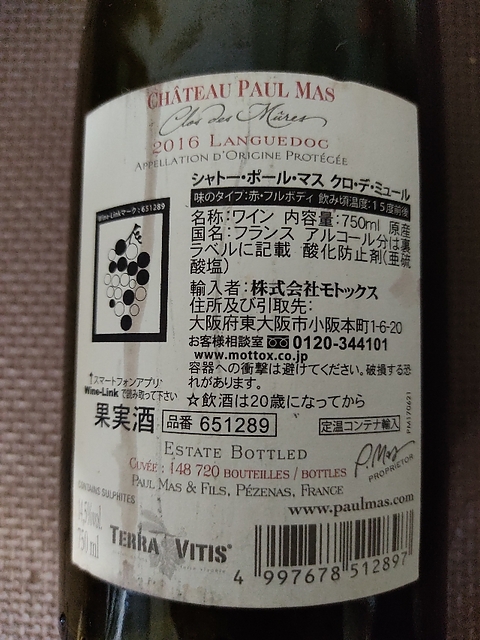 CHÂTEAU PAUL MAS
Clos des Mûres
2016 LANGUEDOC
APPELLATION D'ORIGINE PROTÉGÉE
シャトー・ポール・マス クロ・デ・ミュール
味のタイプ:赤・フルボディ 飲み頃温度:15度前後
Wine-Linkマーク:651289
名称:ワイン 内容量:750ml 原産
国名:フランス アルコール分は裏
ラベルに記載 酸化防止剤(亜硫
酸塩)
輸入者:株式会社モトックス
住所及び引取先:
大阪府東大阪市小阪本町1-6-20
お客様相談室 0120-344101
www.mottox.co.jp
容器への衝撃は避けてください。破損する恐
れがあります。
↑スマートフォンアプリ
Wine-Linkで読み取って下さい
☆飲酒は20歳になってから
果実酒 品番 651289 定温コンテナ輸入
PM170621
ESTATE BOTTLED
CUVÉE : 148 720 BOUTEILLES / BOTTLES
PAUL MAS & FILS, PÉZENAS, FRANCE
P. Mas
PROPRIETOR
CONTAINS SULPHITES
www.paulmas.com
14,5%vol.
750 ml
TERRA VITIS®
4 997678 512897